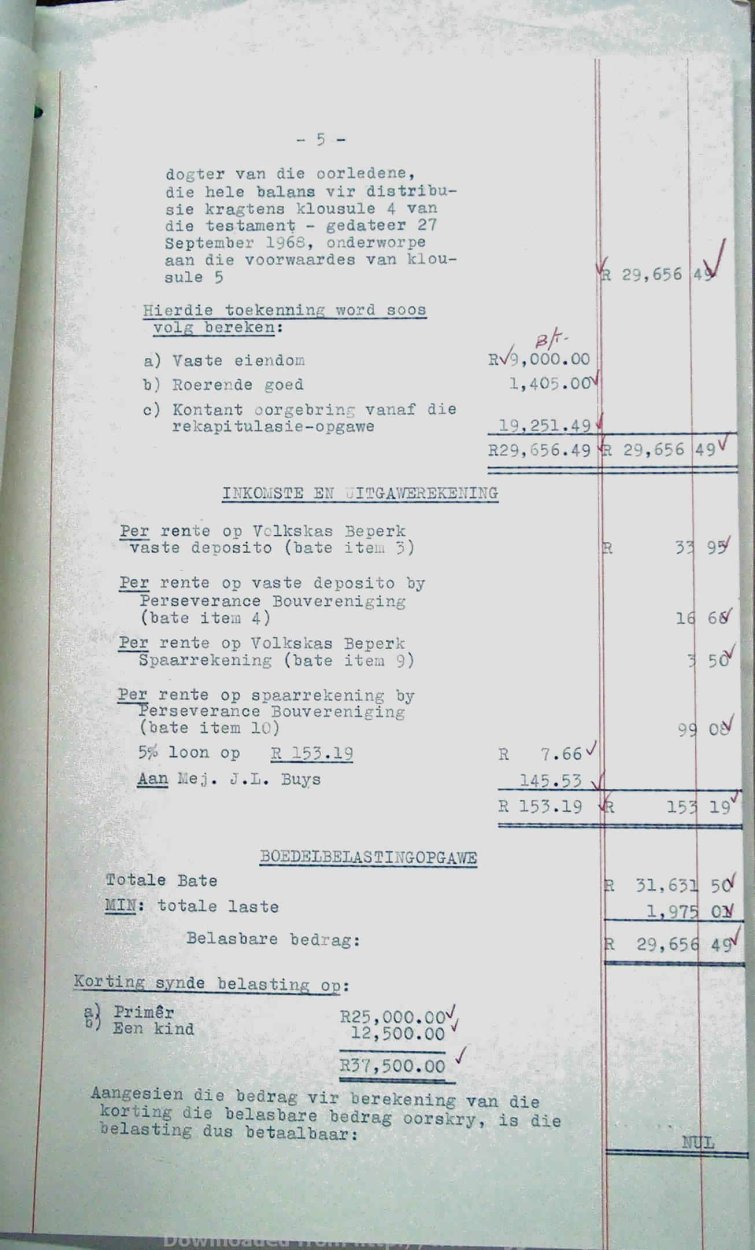 - 5 -
dogter van die oorledene,
die hele balans vir distribu-
sie kragtens klousule 4 van
die testament - gedateer 27
September 1968, onderworpe
aan die voorwaardes van klou-
sule 5 R 29,656 49
Hierdie toekenning word soos
volg bereken:
B/T-
a) Vaste eiendom R 9,000.00
b) Roerende goed 1,405.00
c) Kontant oorgebring vanaf die
rekapitulasie-opgawe 19,251.49
R29,656.49 R 29,656 49
INKOMSTE EN UITGAWEREKENING
Per rente op Volkskas Beperk
vaste deposito (bate item 3) R 33 95
Per rente op vaste deposito by
Perseverance Bouvereniging
(bate item 4) 16 66
Per rente op Volkskas Beperk
Spaarrekening (bate item 9) 3 50
Per rente op spaarrekening by
Perseverance Bouvereniging
(bate item 10) 99 08
5% loon op R 153.19 R 7.66
Aan Mej. J.L. Buys 145.53
R 153.19 R 153 19
BOEDELBELASTINGOPGAWE
Totale Bate R 31,631 50
MIN: totale laste 1,975 01
Belasbare bedrag: R 29,656 49
Korting synde belasting op:
a) Primêr R25,000.00
b) Een kind 12,500.00
R37,500.00
Aangesien die bedrag vir berekening van die
korting die belasbare bedrag oorskry, is die
belasting dus betaalbaar: NUL
Downloaded from